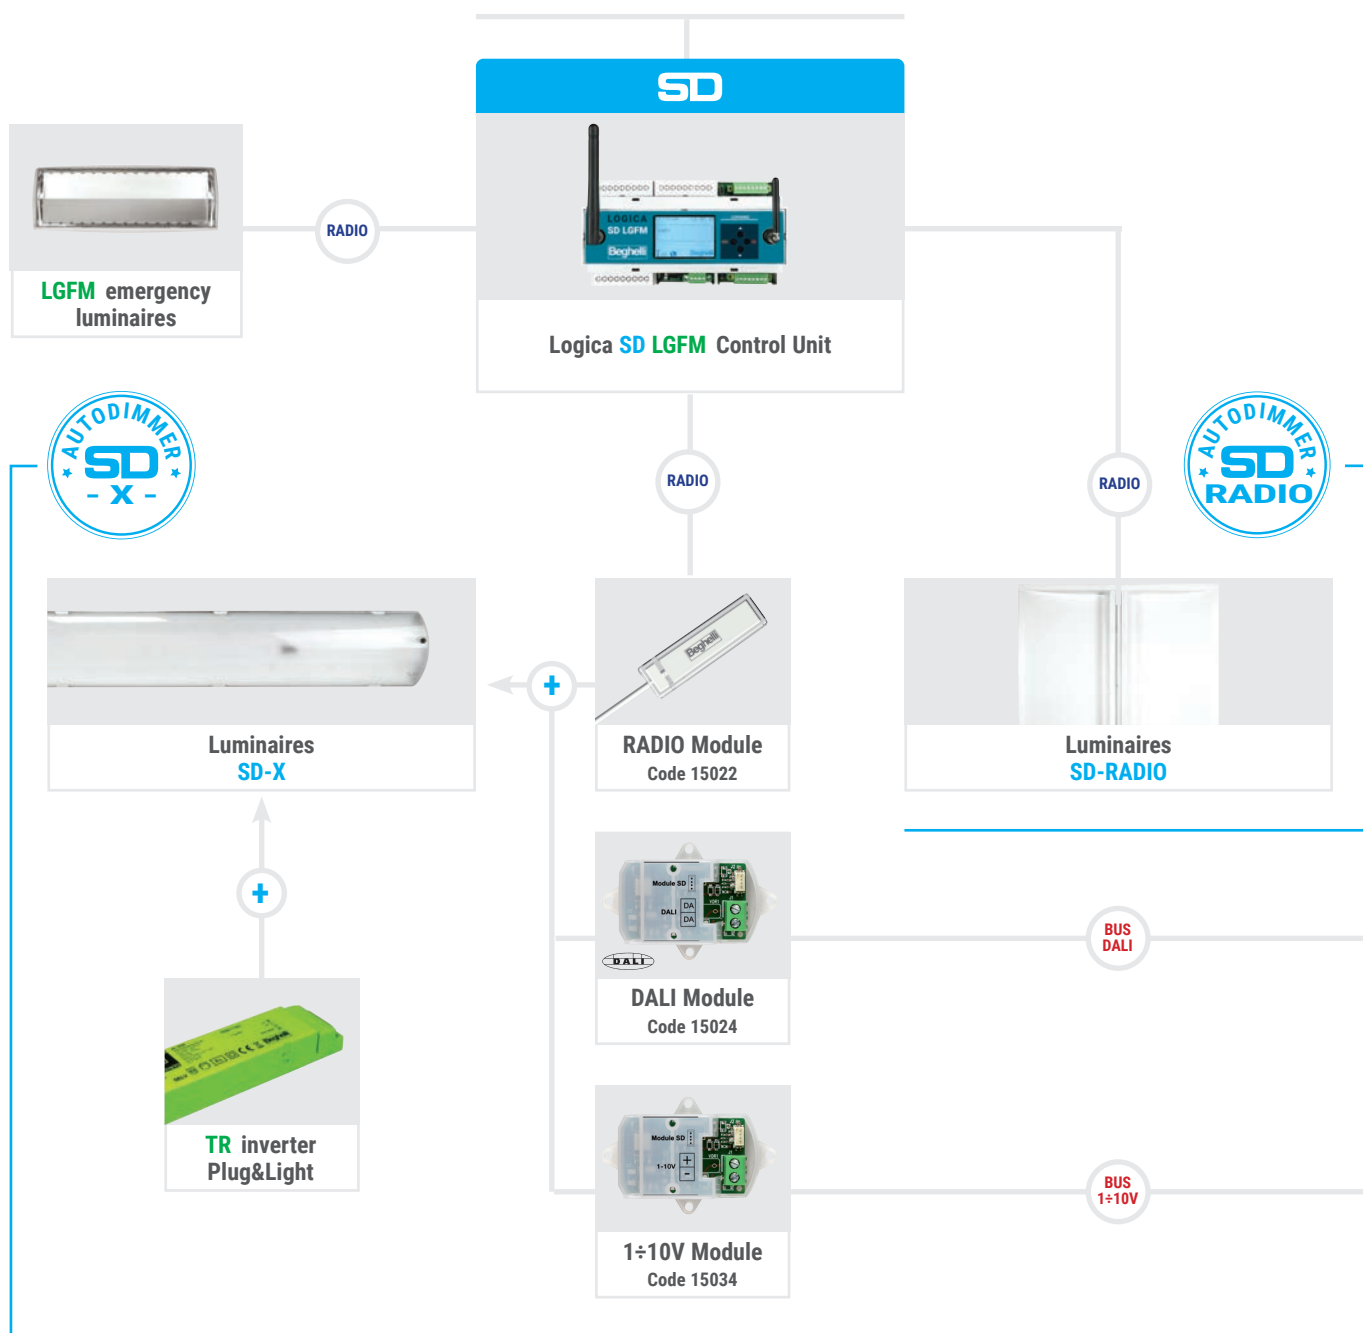 SD
LOGICA
SD LGFM
Beghelli
RADIO
LGFM emergency
luminaires
Logica SD LGFM Control Unit
AUTODIMMER
SD
- X -
RADIO
RADIO
AUTODIMMER
SD
RADIO
Beghelli
+
Luminaires
SD-X
RADIO Module
Code 15022
Luminaires
SD-RADIO
+
Module SD
DALI
DA
DA
DALI
BUS
DALI
DALI Module
Code 15024
Beghelli
TR inverter
Plug&Light
Module SD
1-10V
+
-
BUS
1÷10V
1÷10V Module
Code 15034